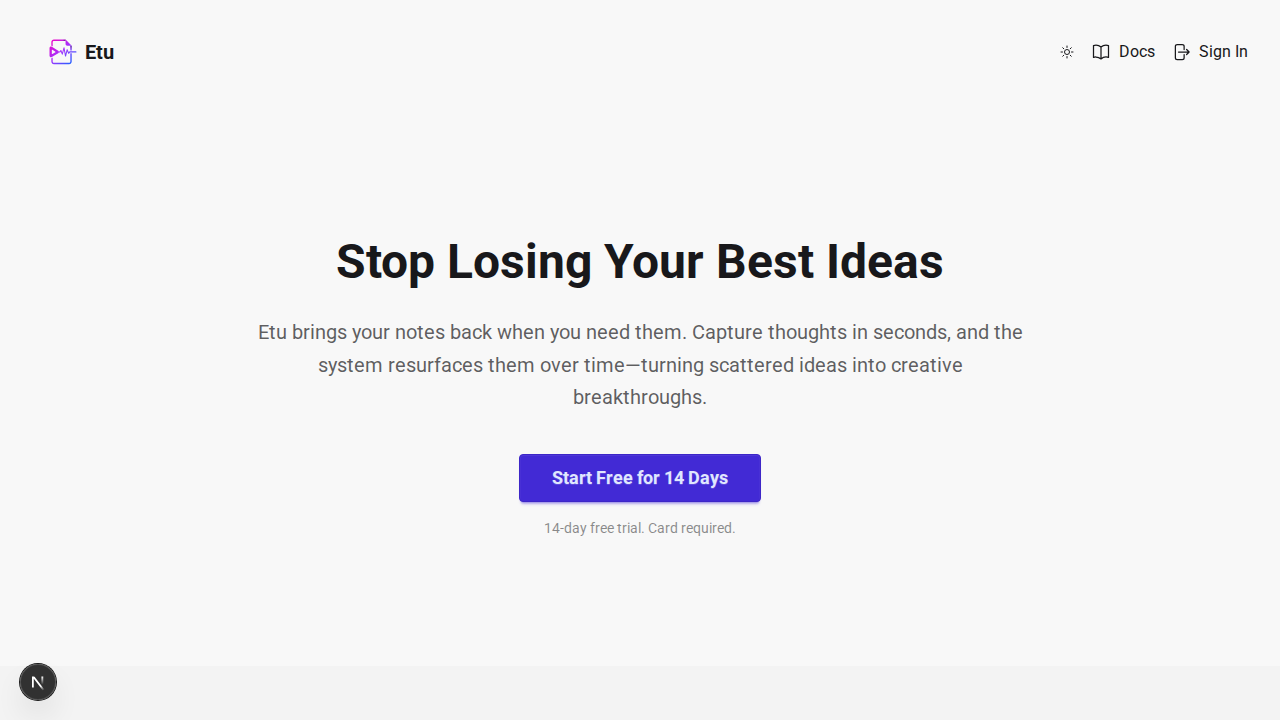 Etu
Docs
Sign In
Stop Losing Your Best Ideas
Etu brings your notes back when you need them. Capture thoughts in seconds, and the
system resurfaces them over time—turning scattered ideas into creative
breakthroughs.
Start Free for 14 Days
14-day free trial. Card required.
N